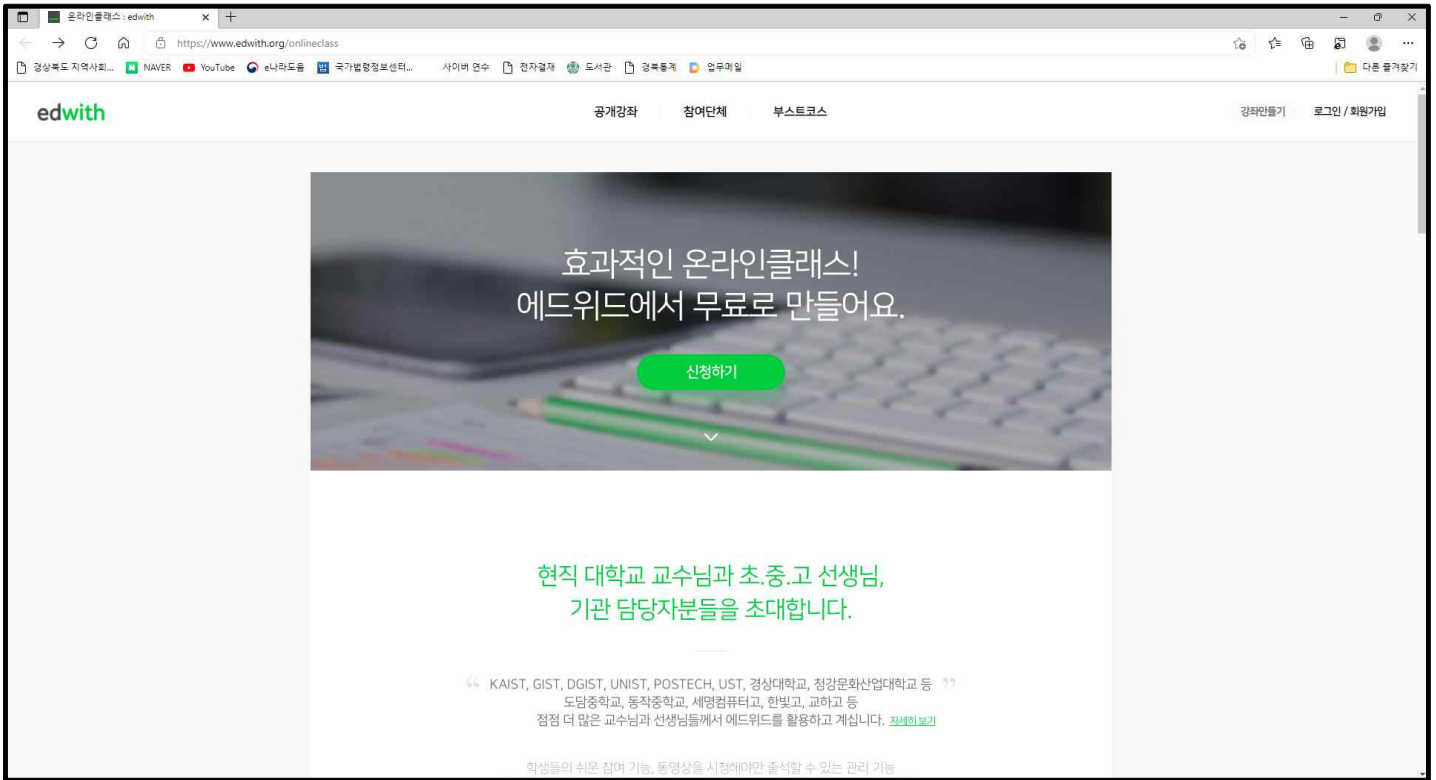 온라인클래스 : edwith
https://www.edwith.org/onlineclass
경상북도 지역사회... NAVER YouTube e나라도움 국가법령정보센터... 사이버 연수 전자결재 도서관 경북통계 업무메일 다른 즐겨찾기
edwith 공개강좌 참여단체 부스트코스 강좌만들기 로그인 / 회원가입
효과적인 온라인클래스!
에드위드에서 무료로 만들어요.
신청하기
현직 대학교 교수님과 초.중.고 선생님,
기관 담당자분들을 초대합니다.
“ KAIST, GIST, DGIST, UNIST, POSTECH, UST, 경상대학교, 청강문화산업대학교 등 ”
도담중학교, 동작중학교, 세명컴퓨터고, 한빛고, 교하고 등
점점 더 많은 교수님과 선생님들께서 에드위드를 활용하고 계십니다. 자세히 보기
학생들의 쉬운 참여 기능, 동영상을 시청해야만 출석할 수 있는 관리 기능